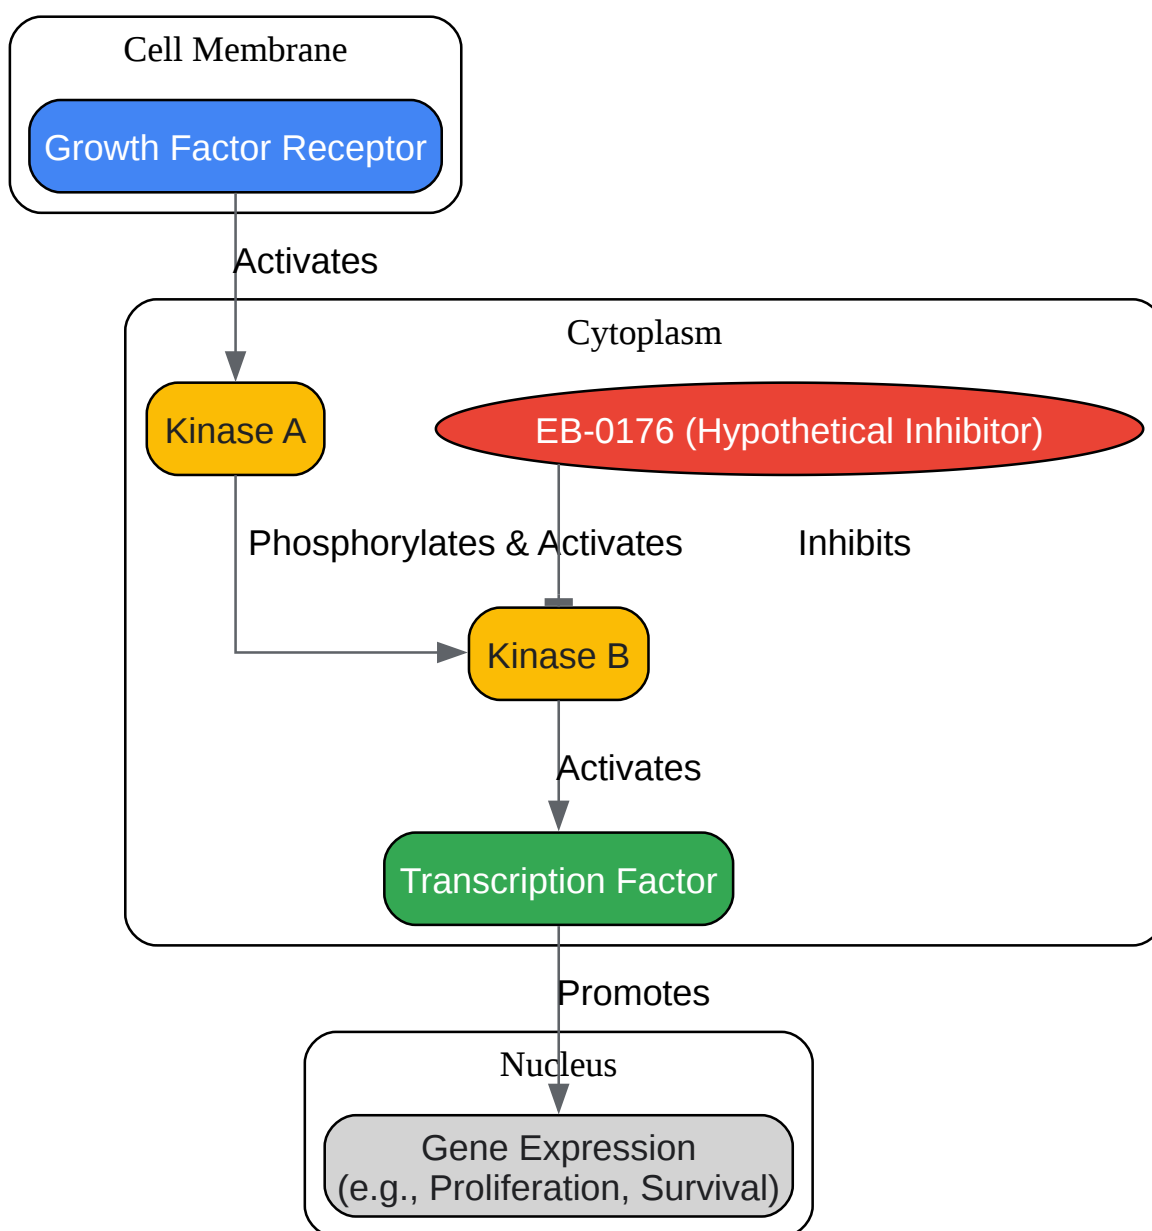 Cell Membrane
Growth Factor Receptor
Activates
Cytoplasm
Kinase A
EB-0176 (Hypothetical Inhibitor)
Phosphorylates & Activates
Inhibits
Kinase B
Activates
Transcription Factor
Promotes
Nucleus
Gene Expression
(e.g., Proliferation, Survival)